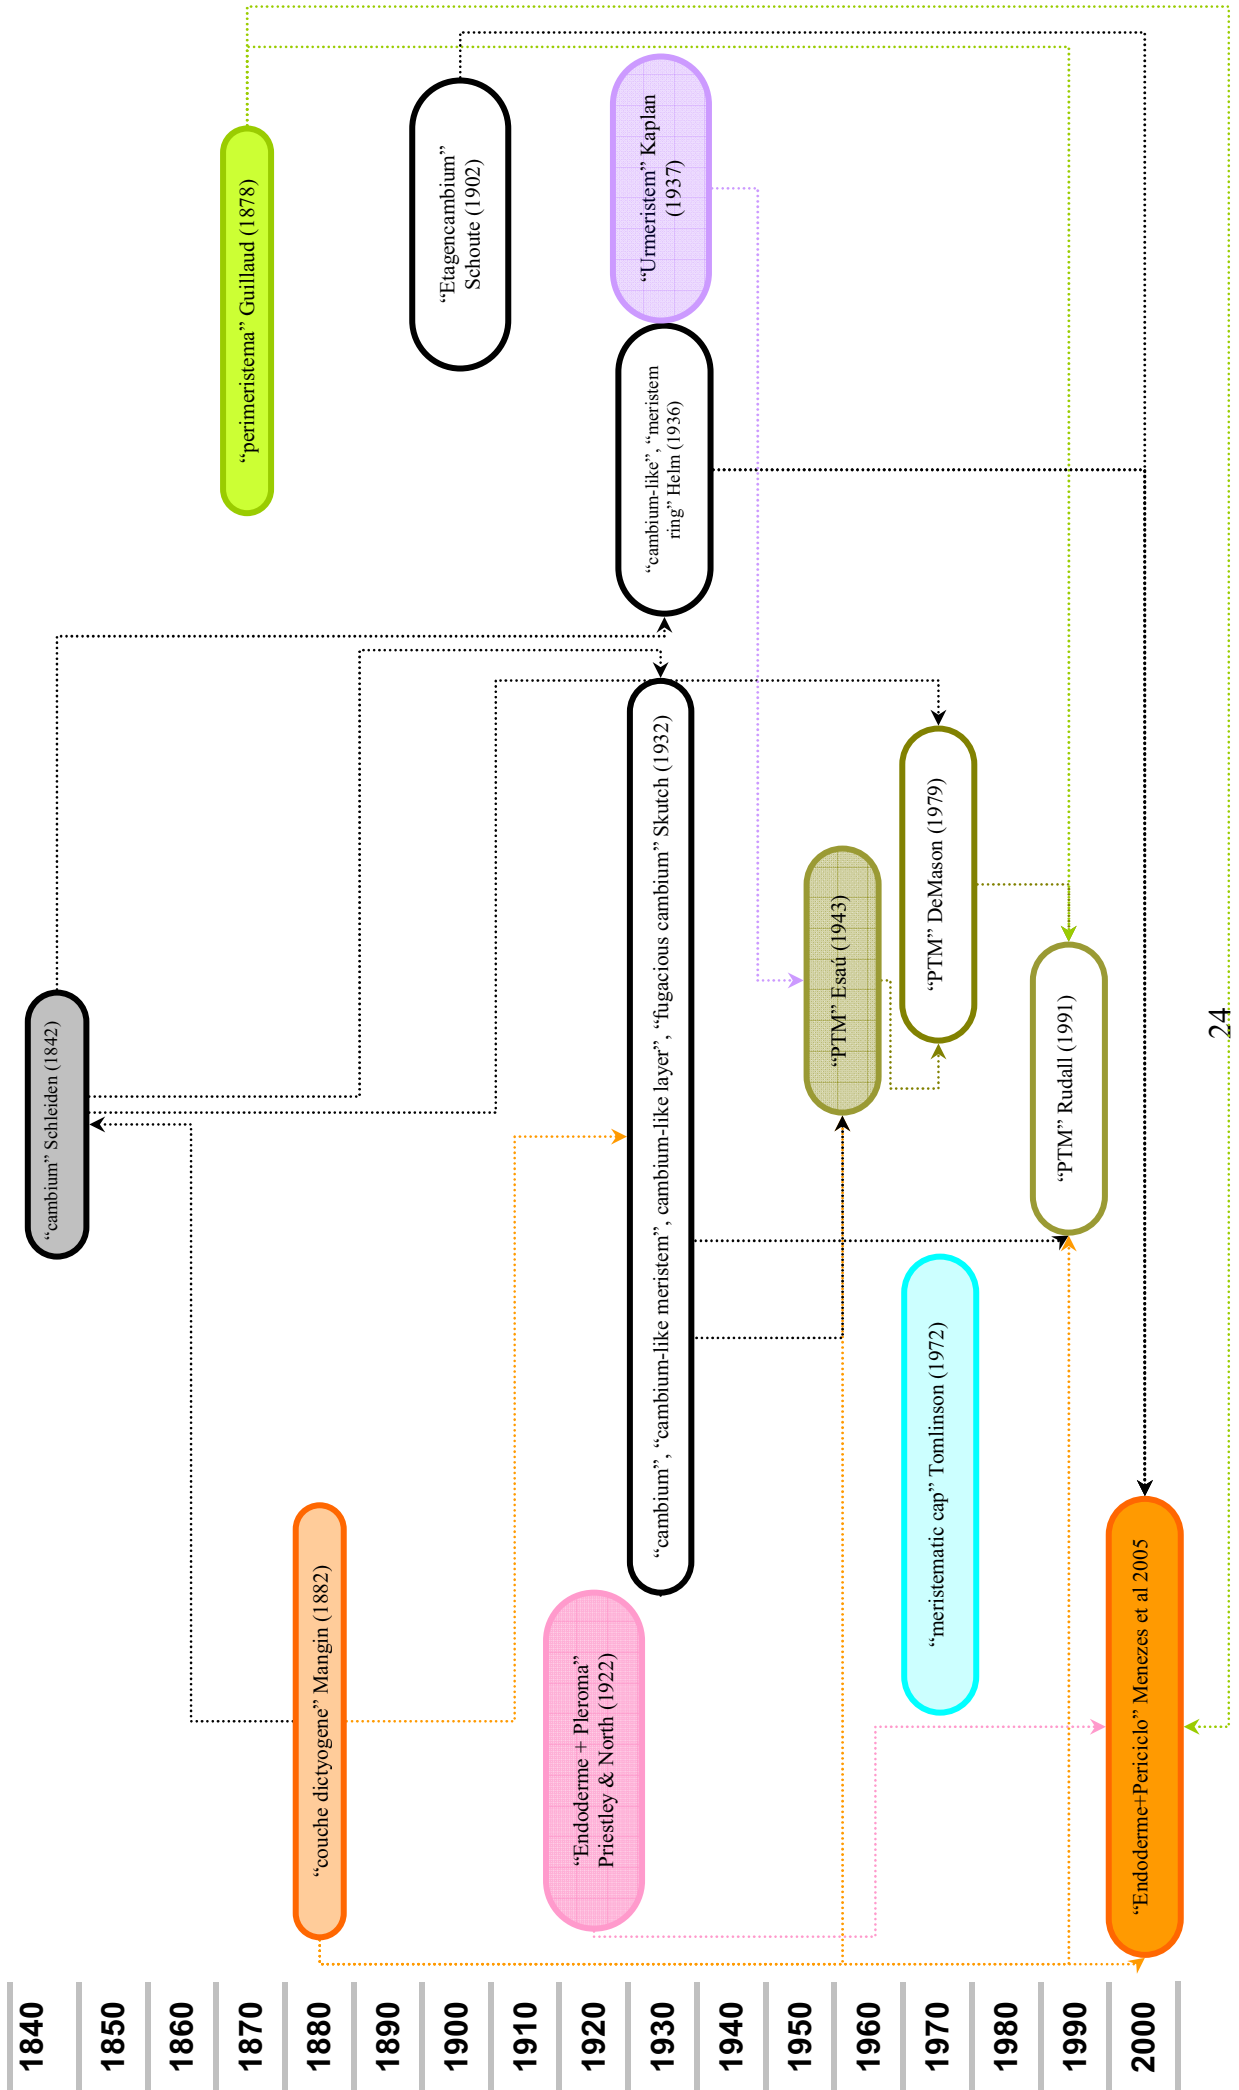 1840
1850
1860
1870
1880
1890
1900
1910
1920
1930
1940
1950
1960
1970
1980
1990
2000
“cambium” Schleiden (1842)
“perimeristema” Guillaud (1878)
“couche dictyogene” Mangin (1882)
“Etagencambium”
Schoute (1902)
“Endoderme + Pleroma”
Priestley & North (1922)
“cambium”, “cambium-like meristem”, cambium-like layer”, “fugacious cambium” Skutch (1932)
“cambium-like”, “meristem
ring” Helm (1936)
“Urmeristem” Kaplan
(1937)
“PTM” Esaú (1943)
“meristematic cap” Tomlinson (1972)
“PTM” DeMason (1979)
“PTM” Rudall (1991)
“Endoderme+Periciclo” Menezes et al 2005
24